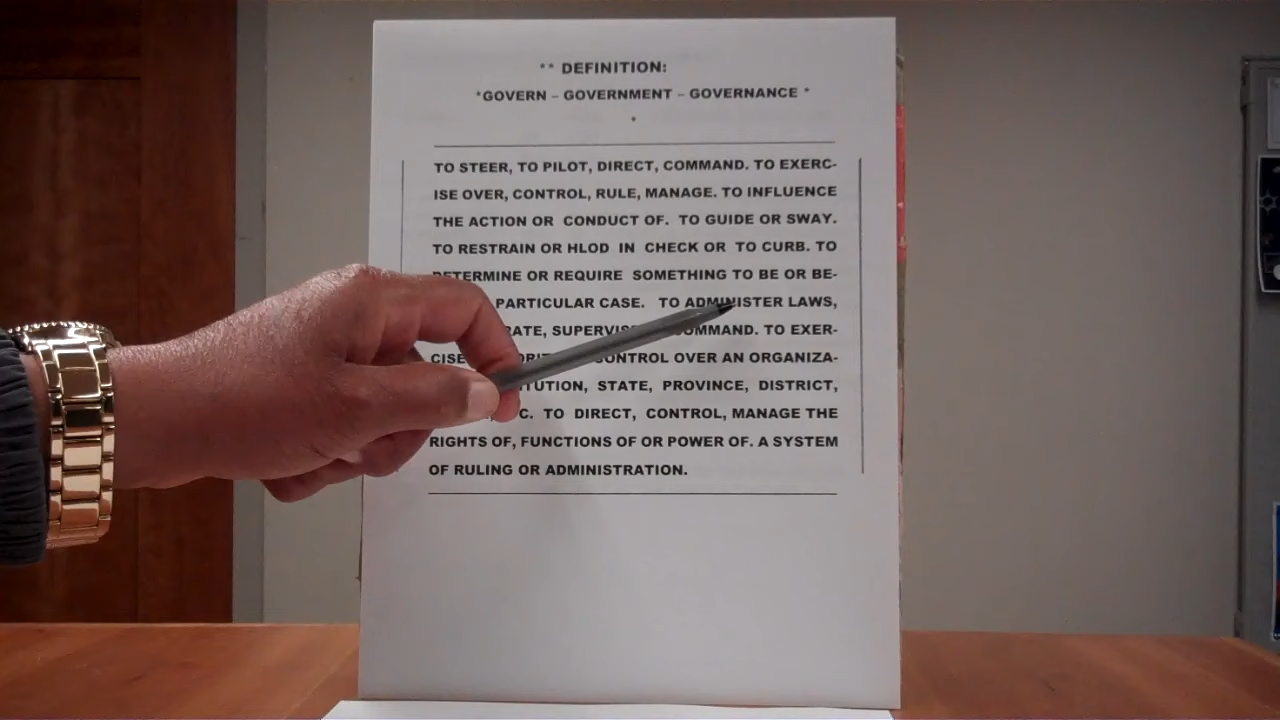 ** DEFINITION:
*GOVERN – GOVERNMENT – GOVERNANCE *
*
TO STEER, TO PILOT, DIRECT, COMMAND. TO EXERC-
ISE OVER, CONTROL, RULE, MANAGE. TO INFLUENCE
THE ACTION OR CONDUCT OF. TO GUIDE OR SWAY.
TO RESTRAIN OR HLOD IN CHECK OR TO CURB. TO
DETERMINE OR REQUIRE SOMETHING TO BE OR BE-
PARTICULAR CASE. TO ADMINISTER LAWS,
SUPERVISE COMMAND. TO EXER-
CISE CONTROL OVER AN ORGANIZA-
STATE, PROVINCE, DISTRICT,
TO DIRECT, CONTROL, MANAGE THE
RIGHTS OF, FUNCTIONS OF OR POWER OF. A SYSTEM
OF RULING OR ADMINISTRATION.